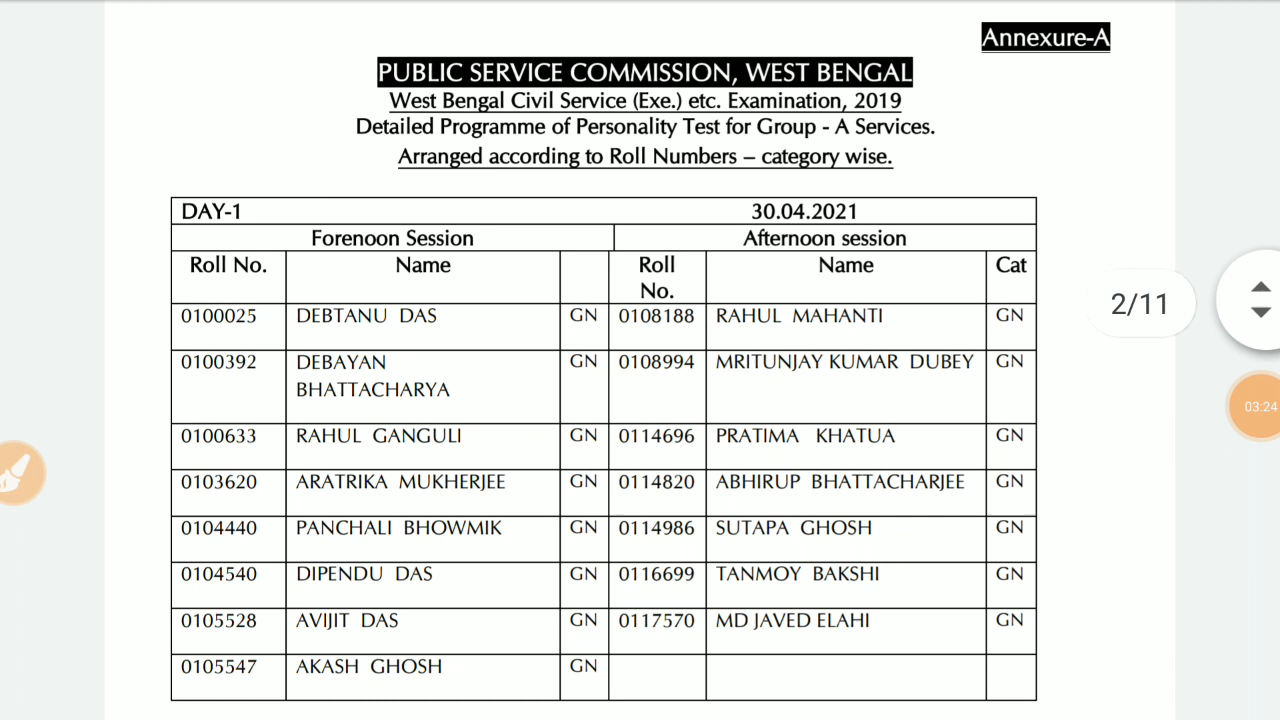 Annexure-A
PUBLIC SERVICE COMMISSION, WEST BENGAL
West Bengal Civil Service (Exe.) etc. Examination, 2019
Detailed Programme of Personality Test for Group - A Services.
Arranged according to Roll Numbers – category wise.
DAY-1 30.04.2021
Forenoon Session Afternoon session
Roll No. Name Roll No. Name Cat
0100025 DEBTANU DAS GN 0108188 RAHUL MAHANTI GN
0100392 DEBAYAN BHATTACHARYA GN 0108994 MRITUNJAY KUMAR DUBEY GN
0100633 RAHUL GANGULI GN 0114696 PRATIMA KHATUA GN
0103620 ARATRIKA MUKHERJEE GN 0114820 ABHIRUP BHATTACHARJEE GN
0104440 PANCHALI BHOWMIK GN 0114986 SUTAPA GHOSH GN
0104540 DIPENDU DAS GN 0116699 TANMOY BAKSHI GN
0105528 AVIJIT DAS GN 0117570 MD JAVED ELAHI GN
0105547 AKASH GHOSH GN
2/11
03:24